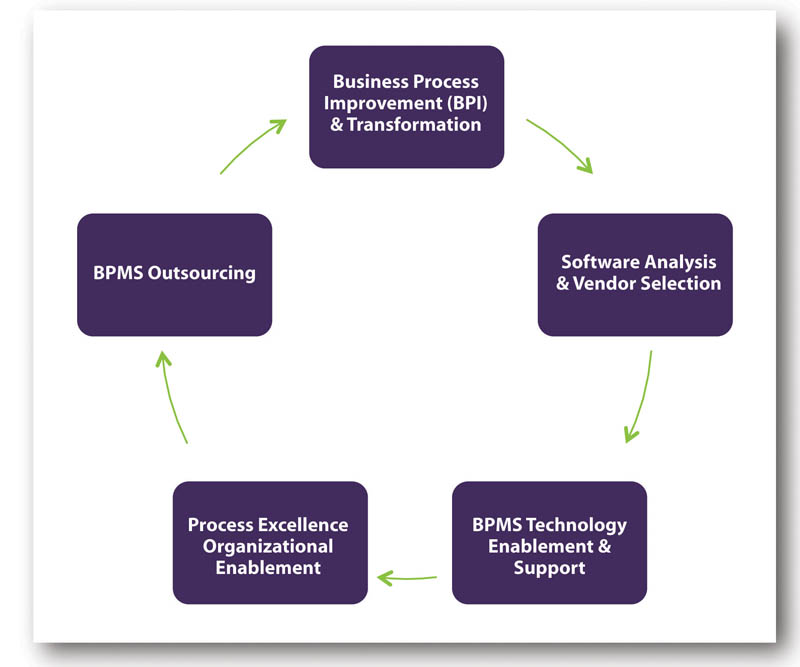 Business Process
Improvement (BPI)
& Transformation
Software Analysis
& Vendor Selection
BPMS Technology
Enablement &
Support
Process Excellence
Organizational
Enablement
BPMS Outsourcing